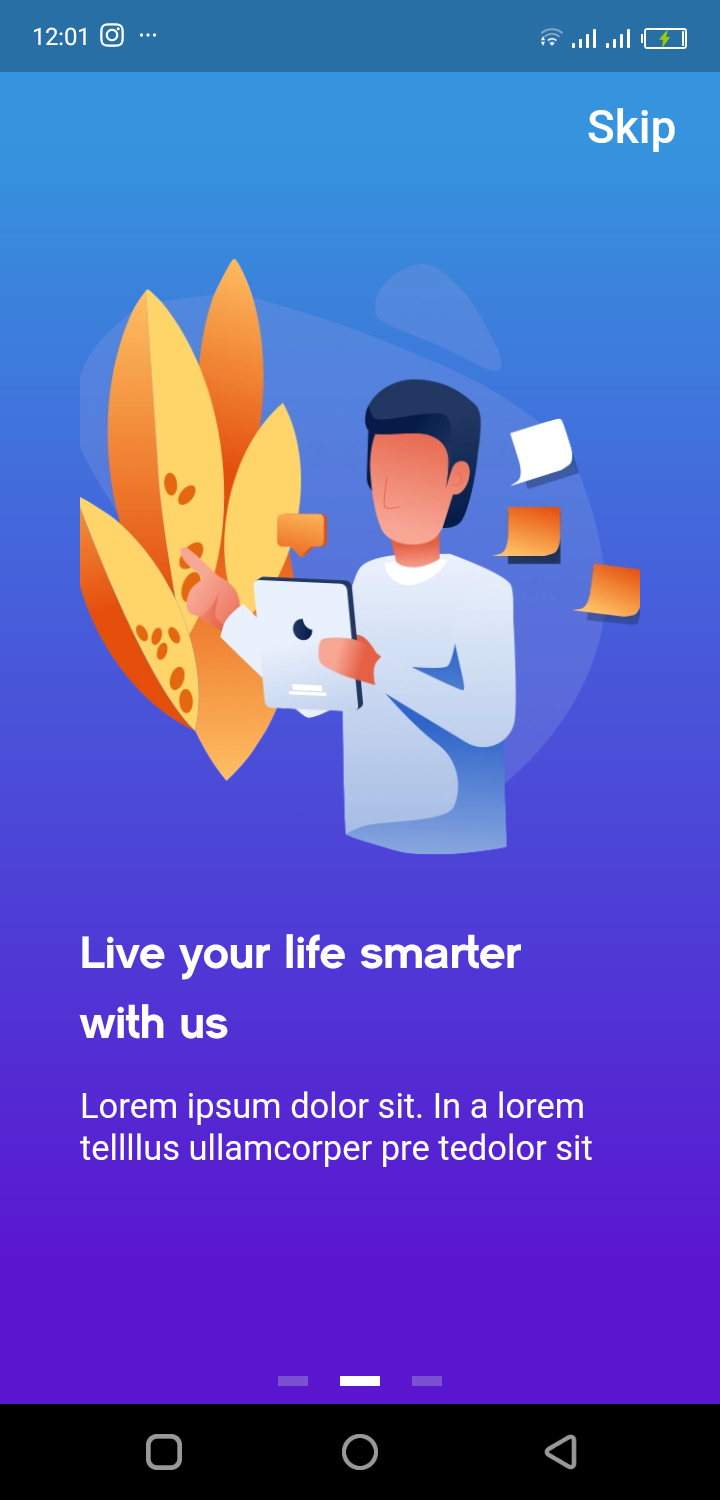 12:01
Skip
Live your life smarter
with us
Lorem ipsum dolor sit. In a lorem
tellllus ullamcorper pre tedolor sit